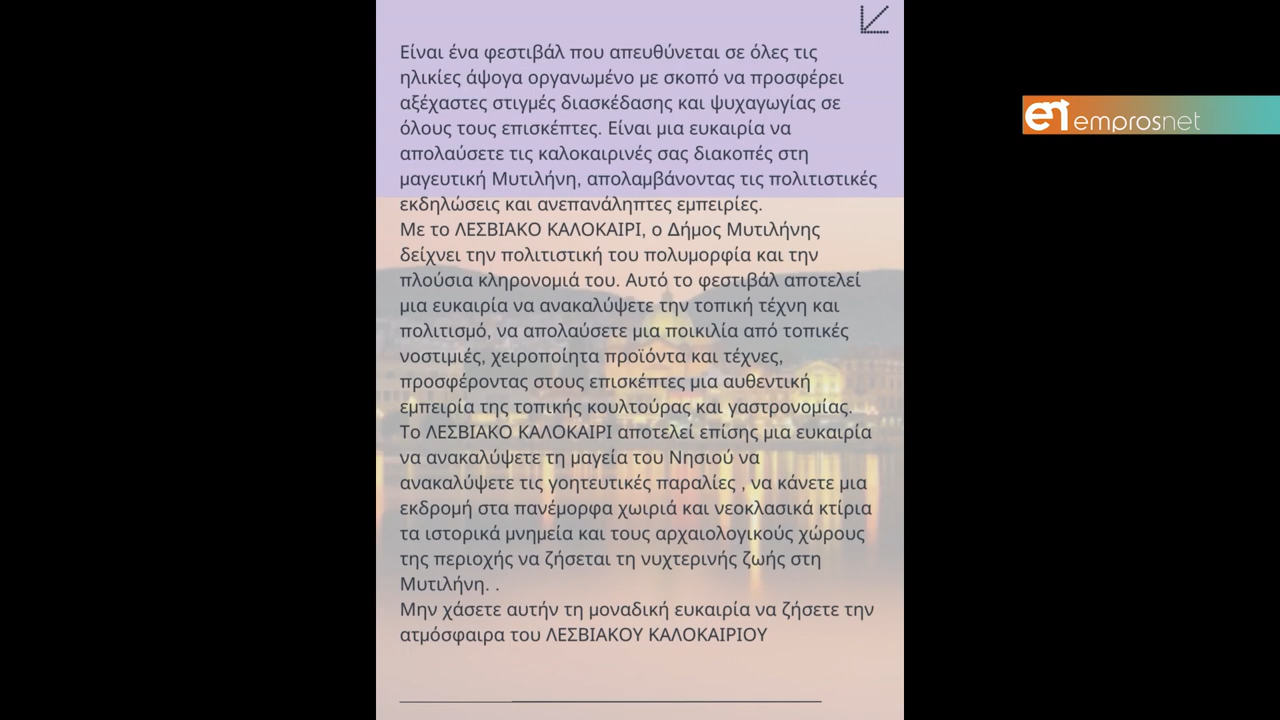 Είναι ένα φεστιβάλ που απευθύνεται σε όλες τις
ηλικίες άψογα οργανωμένο με σκοπό να προσφέρει
αξέχαστες στιγμές διασκέδασης και ψυχαγωγίας σε
όλους τους επισκέπτες. Είναι μια ευκαιρία να
απολαύσετε τις καλοκαιρινές σας διακοπές στη
μαγευτική Μυτιλήνη, απολαμβάνοντας τις πολιτιστικές
εκδηλώσεις και ανεπανάληπτες εμπειρίες.
Με το ΛΕΣΒΙΑΚΟ ΚΑΛΟΚΑΙΡΙ, ο Δήμος Μυτιλήνης
δείχνει την πολιτιστική του πολυμορφία και την
πλούσια κληρονομιά του. Αυτό το φεστιβάλ αποτελεί
μια ευκαιρία να ανακαλύψετε την τοπική τέχνη και
πολιτισμό, να απολαύσετε μια ποικιλία από τοπικές
νοστιμιές, χειροποίητα προϊόντα και τέχνες,
προσφέροντας στους επισκέπτες μια αυθεντική
εμπειρία της τοπικής κουλτούρας και γαστρονομίας.
Το ΛΕΣΒΙΑΚΟ ΚΑΛΟΚΑΙΡΙ αποτελεί επίσης μια ευκαιρία
να ανακαλύψετε τη μαγεία του Νησιού να
ανακαλύψετε τις γοητευτικές παραλίες , να κάνετε μια
εκδρομή στα πανέμορφα χωιριά και νεοκλασικά κτίρια
τα ιστορικά μνημεία και τους αρχαιολογικούς χώρους
της περιοχής να ζήσεται τη νυχτερινής ζωής στη
Μυτιλήνη. .
Μην χάσετε αυτήν τη μοναδική ευκαιρία να ζήσετε την
ατμόσφαιρα του ΛΕΣΒΙΑΚΟΥ ΚΑΛΟΚΑΙΡΙΟΥ
en emprosnet